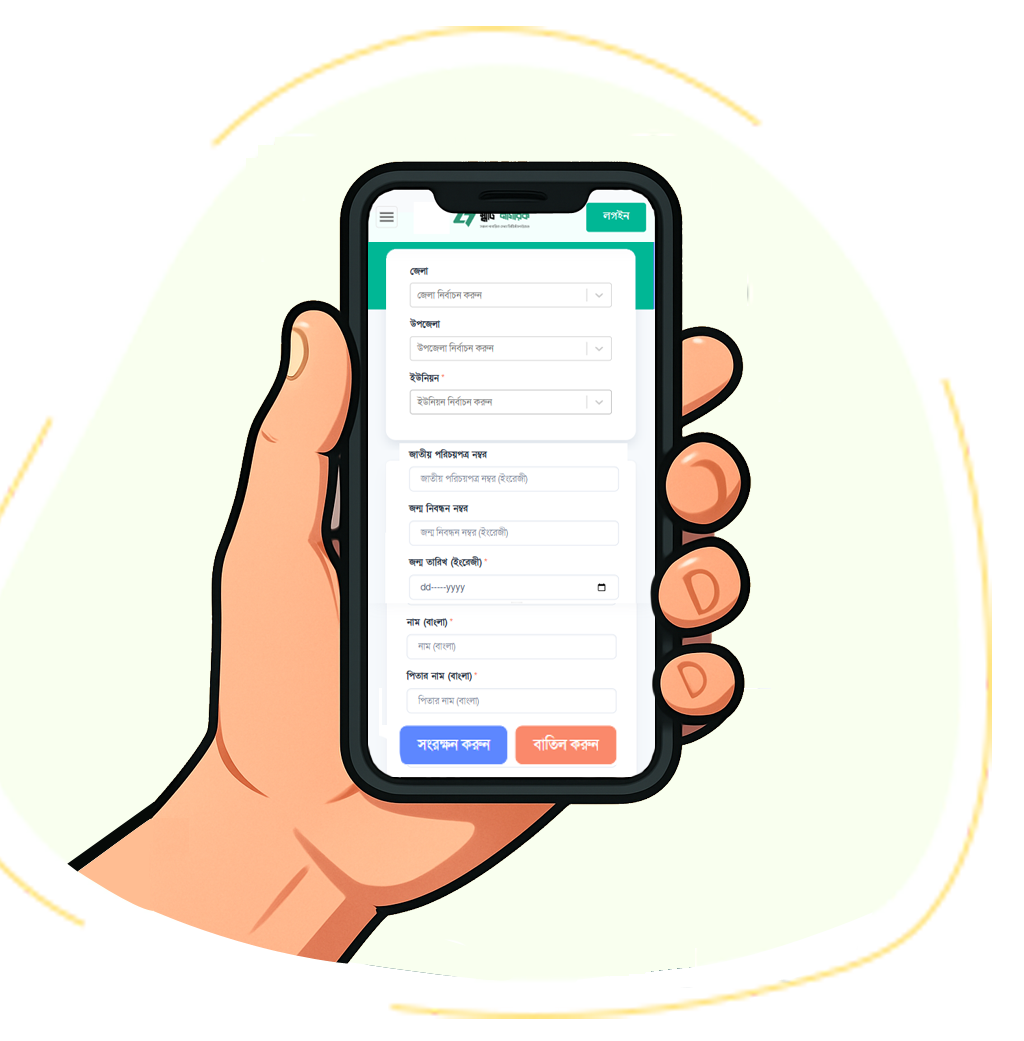 লগইন
জেলা
জেলা নির্বাচন করুন
উপজেলা
উপজেলা নির্বাচন করুন
ইউনিয়ন *
ইউনিয়ন নির্বাচন করুন
জাতীয় পরিচয়পত্র নম্বর
জাতীয় পরিচয়পত্র নম্বর (ইংরেজী)
জন্ম নিবন্ধন নম্বর
জন্ম নিবন্ধন নম্বর (ইংরেজী)
জন্ম তারিখ (ইংরেজী) *
dd-----yyyy
নাম (বাংলা) *
নাম (বাংলা)
পিতার নাম (বাংলা) *
পিতার নাম (বাংলা)
সংরক্ষন করুন বাতিল করুন